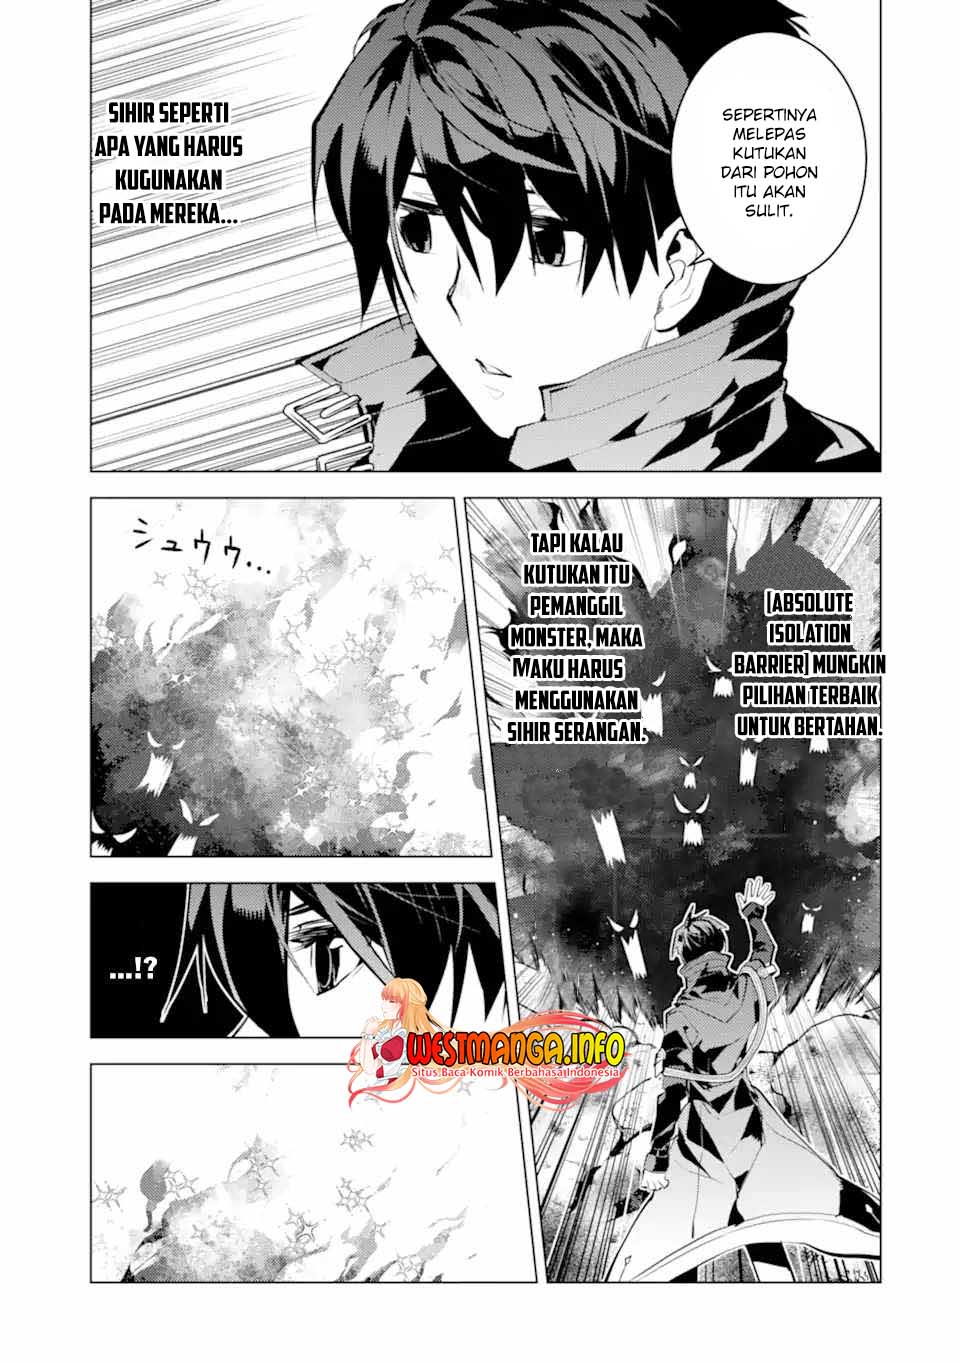 SEPERTINYA
MELEPAS
KUTUKAN
DARI POHON
ITU AKAN
SULIT.
SIHIR SEPERTI
APA YANG HARUS
KUGUNAKAN
PADA MEREKA...
[ABSOLUTE
ISOLATION
BARRIER] MUNGKIN
PILIHAN TERBAIK
UNTUK BERTAHAN.
TAPI KALAU
KUTUKAN ITU
PEMANGGIL
MONSTER, MAKA
MAKU HARUS
MENGGUNAKAN
SIHIR SERANGAN.
シュウウ...
...!?
WESTMANGA.INFO
Situs Baca Komik Berbahasa Indonesia